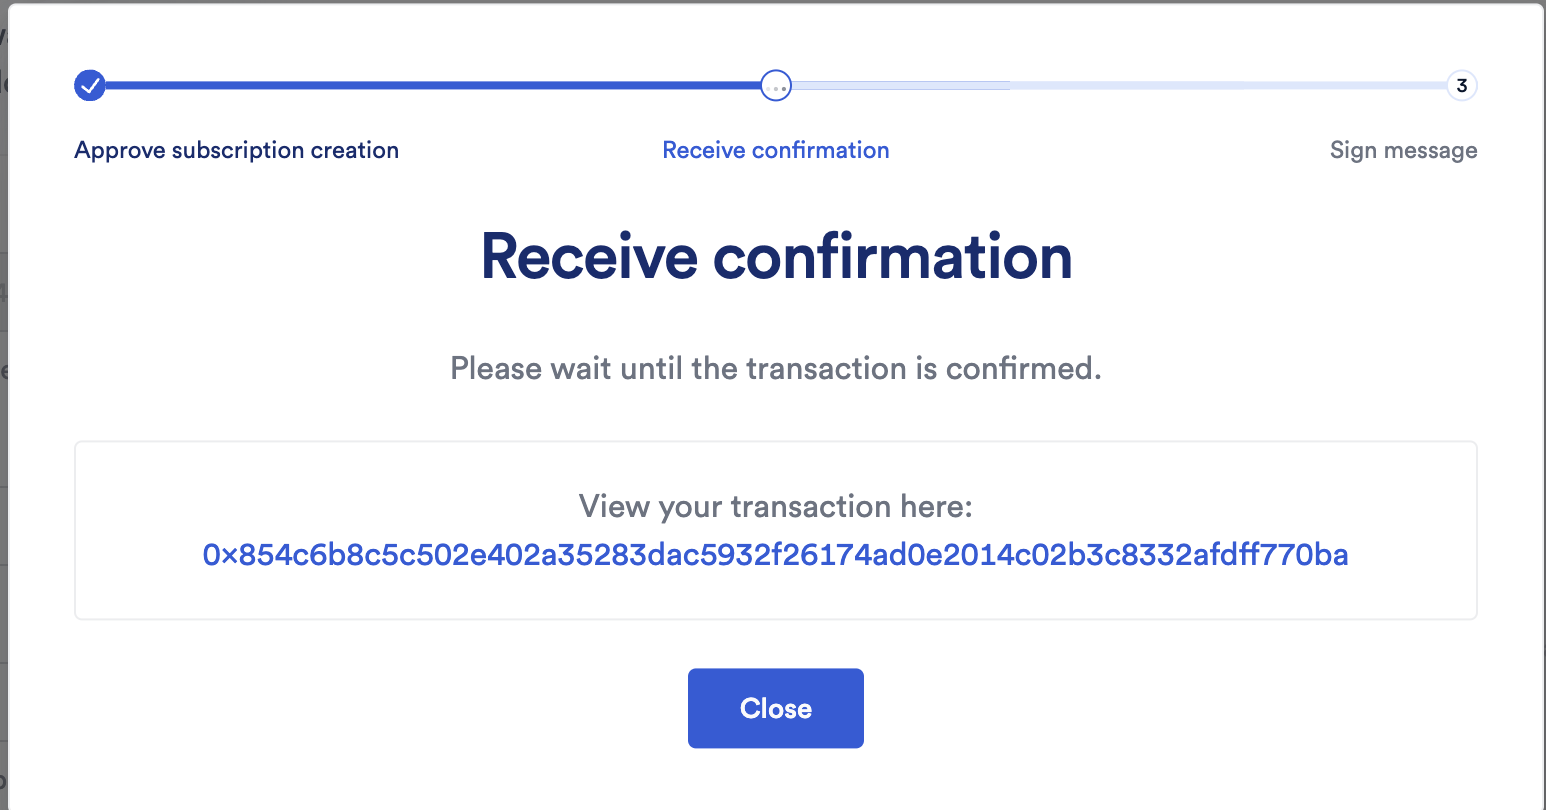 3
Approve subscription creation
Receive confirmation
Sign message
Receive confirmation
Please wait until the transaction is confirmed.
View your transaction here:
0x854c6b8c5c502e402a35283dac5932f26174ad0e2014c02b3c8332afdff770ba
Close